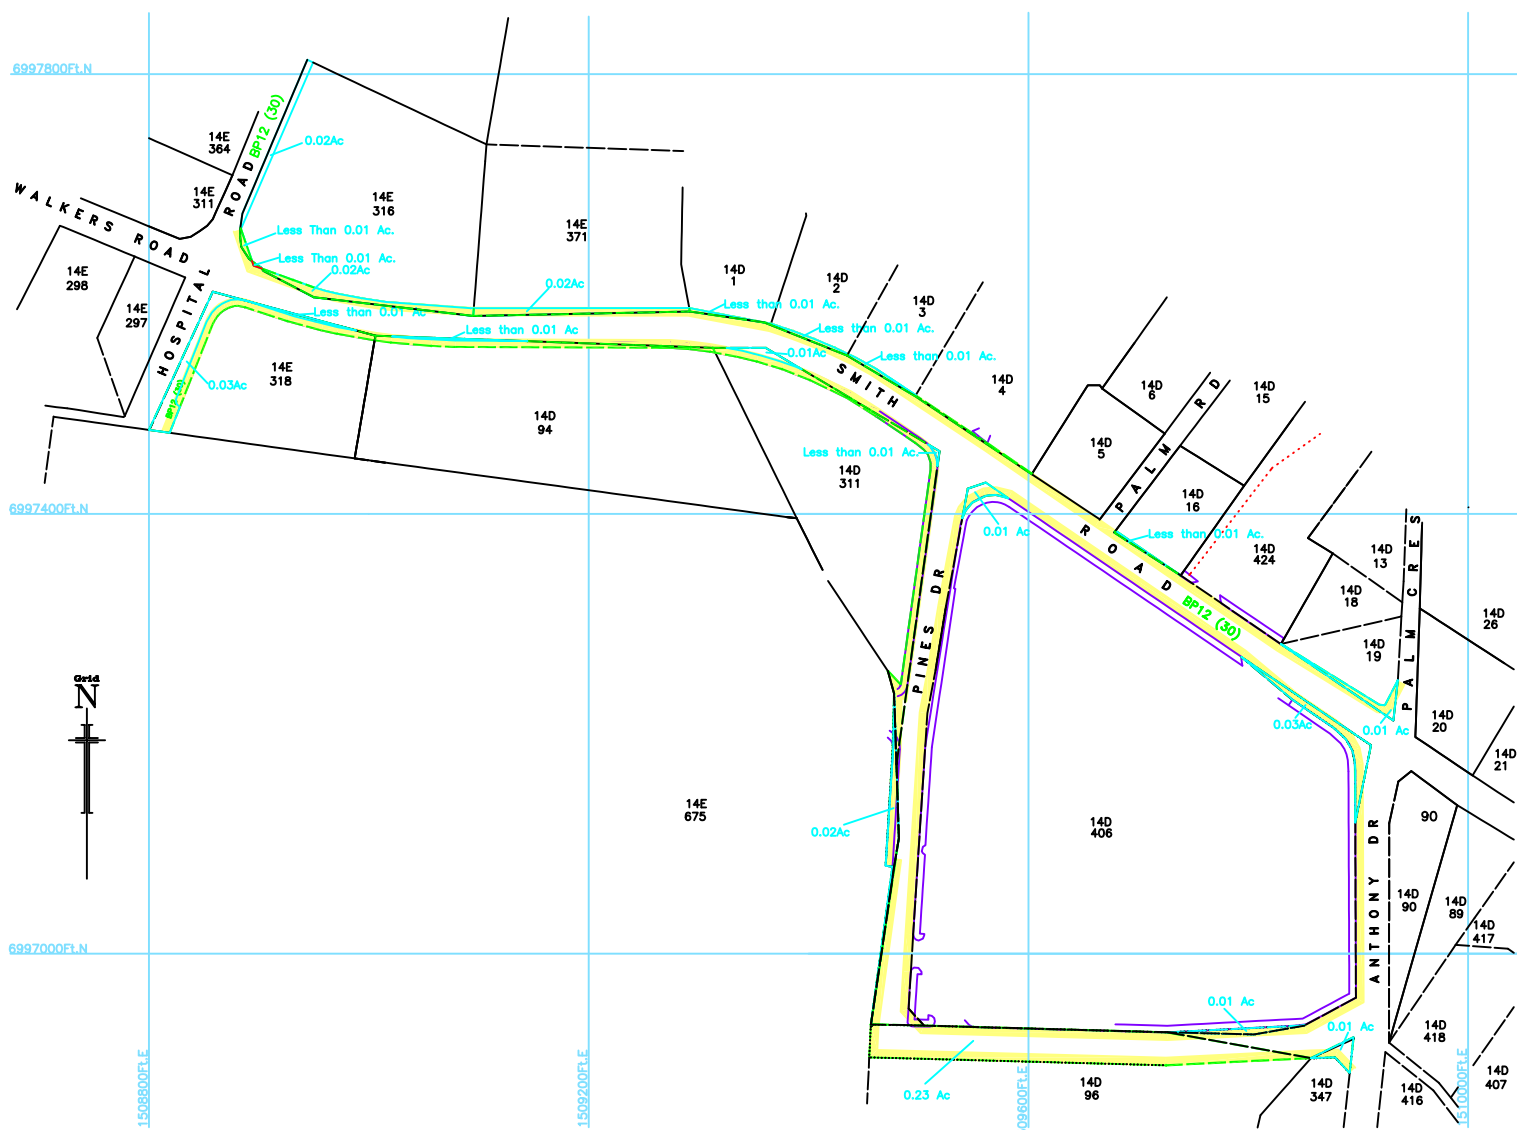 6997800Ft.N
BP12 (30)
14E
364
0.02Ac
ROAD
14E
311
14E
316
WALKERS ROAD
14E
371
Less Than 0.01 Ac.
Less Than 0.01 Ac.
0.02Ac
0.02Ac
14E
298
14E
297
HOSPITAL
14D
1
14D
2
14D
3
Less than 0.01 Ac.
Less than 0.01 Ac
Less than 0.01 Ac.
Less than 0.01 Ac.
0.01Ac
Less than 0.01 Ac.
14E
318
0.03Ac
BP12 (30)
SMITH
14D
4
14D
6
PALM RD
14D
15
14D
94
14D
5
Less than 0.01 Ac.
14D
311
14D
16
6997400Ft.N
0.01 Ac
ROAD
Less than 0.01 Ac.
14D
424
14D
13
PALM CRES
14D
18
BP12 (30)
14D
26
14D
19
PINES DR
Grid
N
0.03Ac
0.01 Ac
14D
20
14D
21
14E
675
0.02Ac
14D
406
90
ANTHONY DR
14D
90
14D
89
14D
417
6997000Ft.N
0.01 Ac
0.01 Ac
14D
418
0.23 Ac
14D
96
14D
347
14D
416
14D
407
1508800Ft.E
1509200Ft.E
09600Ft.E
1510000Ft.E